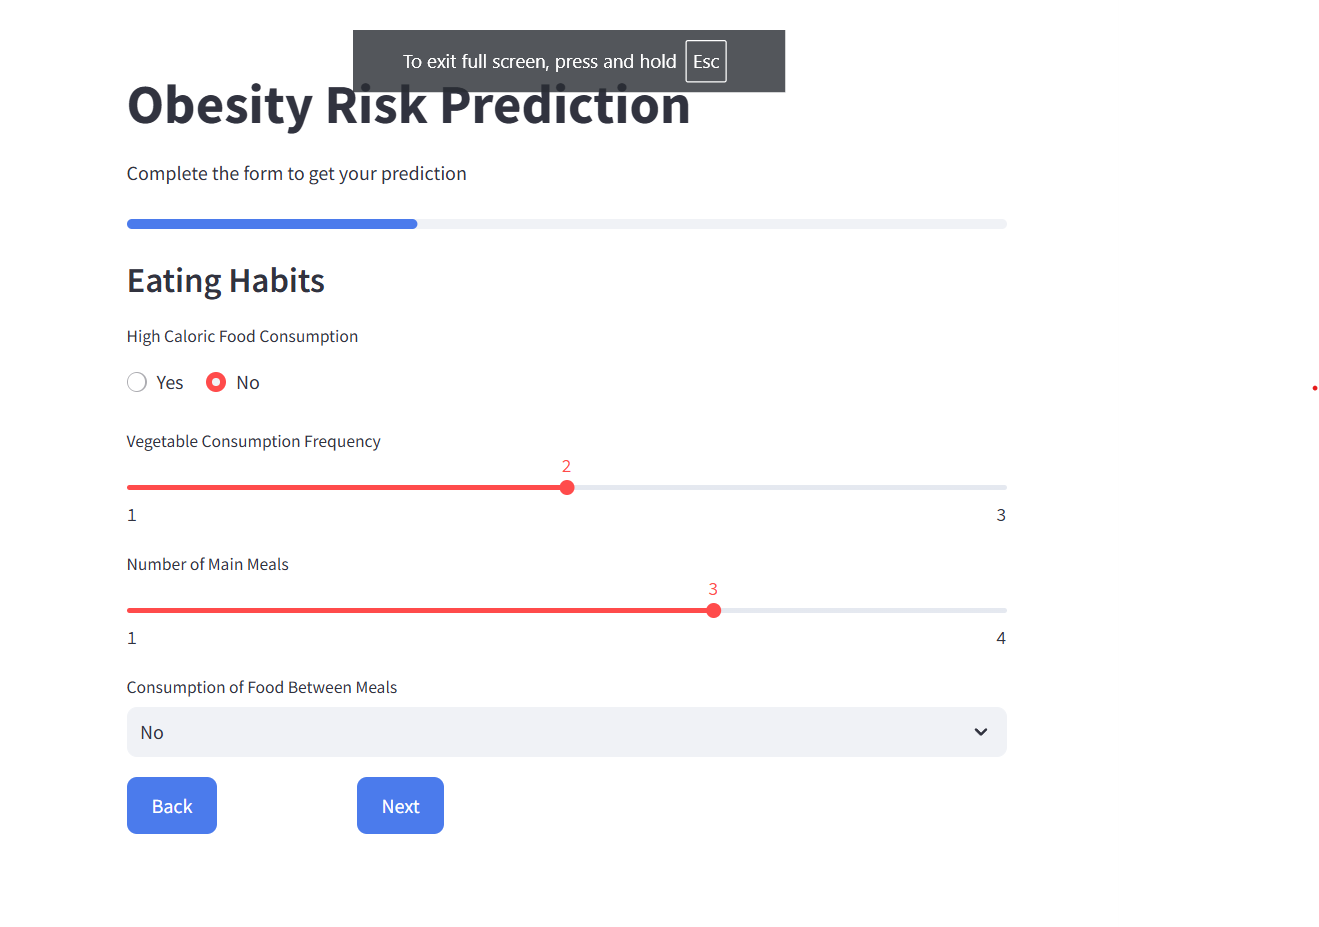 To exit full screen, press and hold Esc
Obesity Risk Prediction
Complete the form to get your prediction
Eating Habits
High Caloric Food Consumption
Yes No
Vegetable Consumption Frequency
2
1 3
Number of Main Meals
3
1 4
Consumption of Food Between Meals
No
Back Next